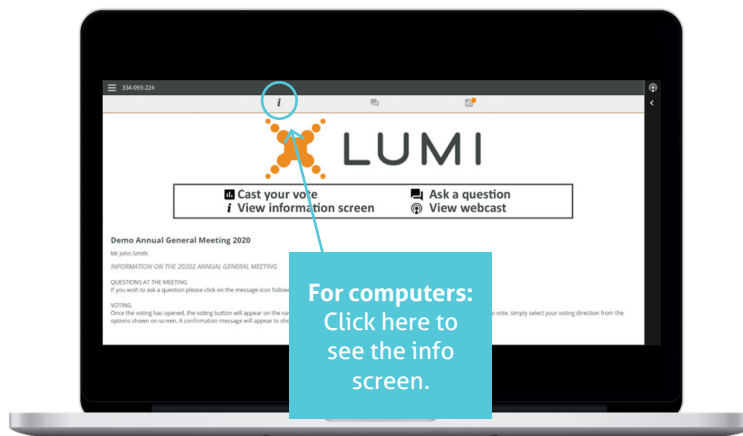 334-093-224
i
LUMI
Cast your vote Ask a question
i View information screen View webcast
Demo Annual General Meeting 2020
Mr John Smith
INFORMATION ON THE 20202 ANNUAL GENERAL MEETING
QUESTIONS AT THE MEETING
If you wish to ask a question please click on the message icon
VOTING
Once the voting has opened, the voting button will appear on the
to vote, simply select your voting direction from the
options shown on screen. A confirmation message will appear to
For computers:
Click here to
see the info
screen.